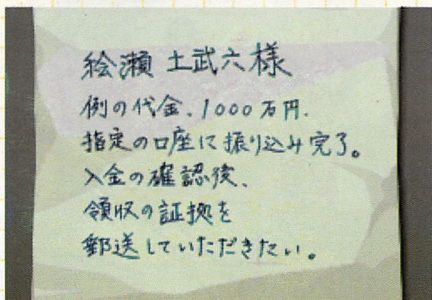 絵瀬 土武六様
例の代金、1000万円、
指定の口座に振り込み完了。
入金の確認後、
領収の証拠を
郵送していただきたい。